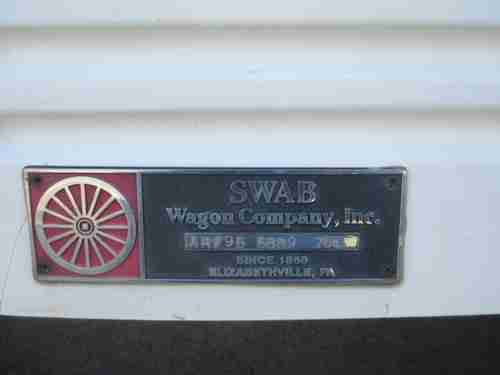 SWAB
Wagon Company, Inc.
SINCE 1868
ELIZABETHVILLE, PA